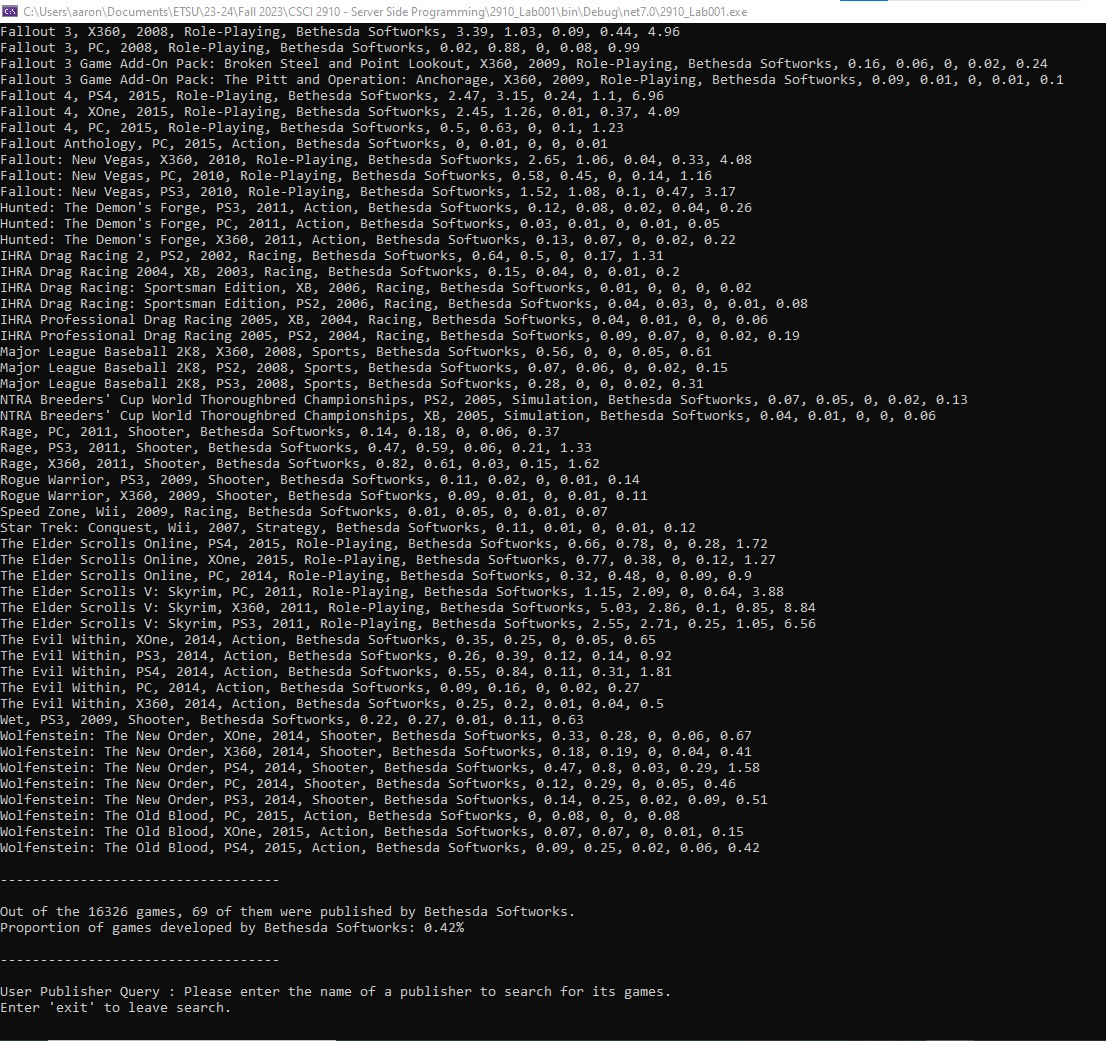 C:\Users\aaron\Documents\ETSU\23-24\Fall 2023\CSCI 2910 - Server Side Programming\2910_Lab001\bin\Debug\net7.0\2910_Lab001.exe
Fallout 3, X360, 2008, Role-Playing, Bethesda Softworks, 3.39, 1.03, 0.09, 0.44, 4.96
Fallout 3, PC, 2008, Role-Playing, Bethesda Softworks, 0.02, 0.88, 0, 0.08, 0.99
Fallout 3 Game Add-On Pack: Broken Steel and Point Lookout, X360, 2009, Role-Playing, Bethesda Softworks, 0.16, 0.06, 0, 0.02, 0.24
Fallout 3 Game Add-On Pack: The Pitt and Operation: Anchorage, X360, 2009, Role-Playing, Bethesda Softworks, 0.09, 0.01, 0, 0.01, 0.1
Fallout 4, PS4, 2015, Role-Playing, Bethesda Softworks, 2.47, 3.15, 0.24, 1.1, 6.96
Fallout 4, XOne, 2015, Role-Playing, Bethesda Softworks, 2.45, 1.26, 0.01, 0.37, 4.09
Fallout 4, PC, 2015, Role-Playing, Bethesda Softworks, 0.5, 0.63, 0, 0.1, 1.23
Fallout Anthology, PC, 2015, Action, Bethesda Softworks, 0, 0.01, 0, 0, 0.01
Fallout: New Vegas, X360, 2010, Role-Playing, Bethesda Softworks, 2.65, 1.06, 0.04, 0.33, 4.08
Fallout: New Vegas, PC, 2010, Role-Playing, Bethesda Softworks, 0.58, 0.45, 0, 0.14, 1.16
Fallout: New Vegas, PS3, 2010, Role-Playing, Bethesda Softworks, 1.52, 1.08, 0.1, 0.47, 3.17
Hunted: The Demon's Forge, PS3, 2011, Action, Bethesda Softworks, 0.12, 0.08, 0.02, 0.04, 0.26
Hunted: The Demon's Forge, PC, 2011, Action, Bethesda Softworks, 0.03, 0.01, 0, 0.01, 0.05
Hunted: The Demon's Forge, X360, 2011, Action, Bethesda Softworks, 0.13, 0.07, 0, 0.02, 0.22
IHRA Drag Racing 2, PS2, 2002, Racing, Bethesda Softworks, 0.64, 0.5, 0, 0.17, 1.31
IHRA Drag Racing 2004, XB, 2003, Racing, Bethesda Softworks, 0.15, 0.04, 0, 0.01, 0.2
IHRA Drag Racing: Sportsman Edition, XB, 2006, Racing, Bethesda Softworks, 0.01, 0, 0, 0, 0.02
IHRA Drag Racing: Sportsman Edition, PS2, 2006, Racing, Bethesda Softworks, 0.04, 0.03, 0, 0.01, 0.08
IHRA Professional Drag Racing 2005, XB, 2004, Racing, Bethesda Softworks, 0.04, 0.01, 0, 0, 0.06
IHRA Professional Drag Racing 2005, PS2, 2004, Racing, Bethesda Softworks, 0.09, 0.07, 0, 0.02, 0.19
Major League Baseball 2K8, X360, 2008, Sports, Bethesda Softworks, 0.56, 0, 0, 0.05, 0.61
Major League Baseball 2K8, PS2, 2008, Sports, Bethesda Softworks, 0.07, 0.06, 0, 0.02, 0.15
Major League Baseball 2K8, PS3, 2008, Sports, Bethesda Softworks, 0.28, 0, 0, 0.02, 0.31
NTRA Breeders' Cup World Thoroughbred Championships, PS2, 2005, Simulation, Bethesda Softworks, 0.07, 0.05, 0, 0.02, 0.13
NTRA Breeders' Cup World Thoroughbred Championships, XB, 2005, Simulation, Bethesda Softworks, 0.04, 0.01, 0, 0, 0.06
Rage, PC, 2011, Shooter, Bethesda Softworks, 0.14, 0.18, 0, 0.06, 0.37
Rage, PS3, 2011, Shooter, Bethesda Softworks, 0.47, 0.59, 0.06, 0.21, 1.33
Rage, X360, 2011, Shooter, Bethesda Softworks, 0.82, 0.61, 0.03, 0.15, 1.62
Rogue Warrior, PS3, 2009, Shooter, Bethesda Softworks, 0.11, 0.02, 0, 0.01, 0.14
Rogue Warrior, X360, 2009, Shooter, Bethesda Softworks, 0.09, 0.01, 0, 0.01, 0.11
Speed Zone, Wii, 2009, Racing, Bethesda Softworks, 0.01, 0.05, 0, 0.01, 0.07
Star Trek: Conquest, Wii, 2007, Strategy, Bethesda Softworks, 0.11, 0.01, 0, 0.01, 0.12
The Elder Scrolls Online, PS4, 2015, Role-Playing, Bethesda Softworks, 0.66, 0.78, 0, 0.28, 1.72
The Elder Scrolls Online, XOne, 2015, Role-Playing, Bethesda Softworks, 0.77, 0.38, 0, 0.12, 1.27
The Elder Scrolls Online, PC, 2014, Role-Playing, Bethesda Softworks, 0.32, 0.48, 0, 0.09, 0.9
The Elder Scrolls V: Skyrim, PC, 2011, Role-Playing, Bethesda Softworks, 1.15, 2.09, 0, 0.64, 3.88
The Elder Scrolls V: Skyrim, X360, 2011, Role-Playing, Bethesda Softworks, 5.03, 2.86, 0.1, 0.85, 8.84
The Elder Scrolls V: Skyrim, PS3, 2011, Role-Playing, Bethesda Softworks, 2.55, 2.71, 0.25, 1.05, 6.56
The Evil Within, XOne, 2014, Action, Bethesda Softworks, 0.35, 0.25, 0, 0.05, 0.65
The Evil Within, PS3, 2014, Action, Bethesda Softworks, 0.26, 0.39, 0.12, 0.14, 0.92
The Evil Within, PS4, 2014, Action, Bethesda Softworks, 0.55, 0.84, 0.11, 0.31, 1.81
The Evil Within, PC, 2014, Action, Bethesda Softworks, 0.09, 0.16, 0, 0.02, 0.27
The Evil Within, X360, 2014, Action, Bethesda Softworks, 0.25, 0.2, 0.01, 0.04, 0.5
Wet, PS3, 2009, Shooter, Bethesda Softworks, 0.22, 0.27, 0.01, 0.11, 0.63
Wolfenstein: The New Order, XOne, 2014, Shooter, Bethesda Softworks, 0.33, 0.28, 0, 0.06, 0.67
Wolfenstein: The New Order, X360, 2014, Shooter, Bethesda Softworks, 0.18, 0.19, 0, 0.04, 0.41
Wolfenstein: The New Order, PS4, 2014, Shooter, Bethesda Softworks, 0.47, 0.8, 0.03, 0.29, 1.58
Wolfenstein: The New Order, PC, 2014, Shooter, Bethesda Softworks, 0.12, 0.29, 0, 0.05, 0.46
Wolfenstein: The New Order, PS3, 2014, Shooter, Bethesda Softworks, 0.14, 0.25, 0.02, 0.09, 0.51
Wolfenstein: The Old Blood, PC, 2015, Action, Bethesda Softworks, 0, 0.08, 0, 0, 0.08
Wolfenstein: The Old Blood, XOne, 2015, Action, Bethesda Softworks, 0.07, 0.07, 0, 0.01, 0.15
Wolfenstein: The Old Blood, PS4, 2015, Action, Bethesda Softworks, 0.09, 0.25, 0.02, 0.06, 0.42
-----------------------------------
Out of the 16326 games, 69 of them were published by Bethesda Softworks.
Proportion of games developed by Bethesda Softworks: 0.42%
-----------------------------------
User Publisher Query : Please enter the name of a publisher to search for its games.
Enter 'exit' to leave search.